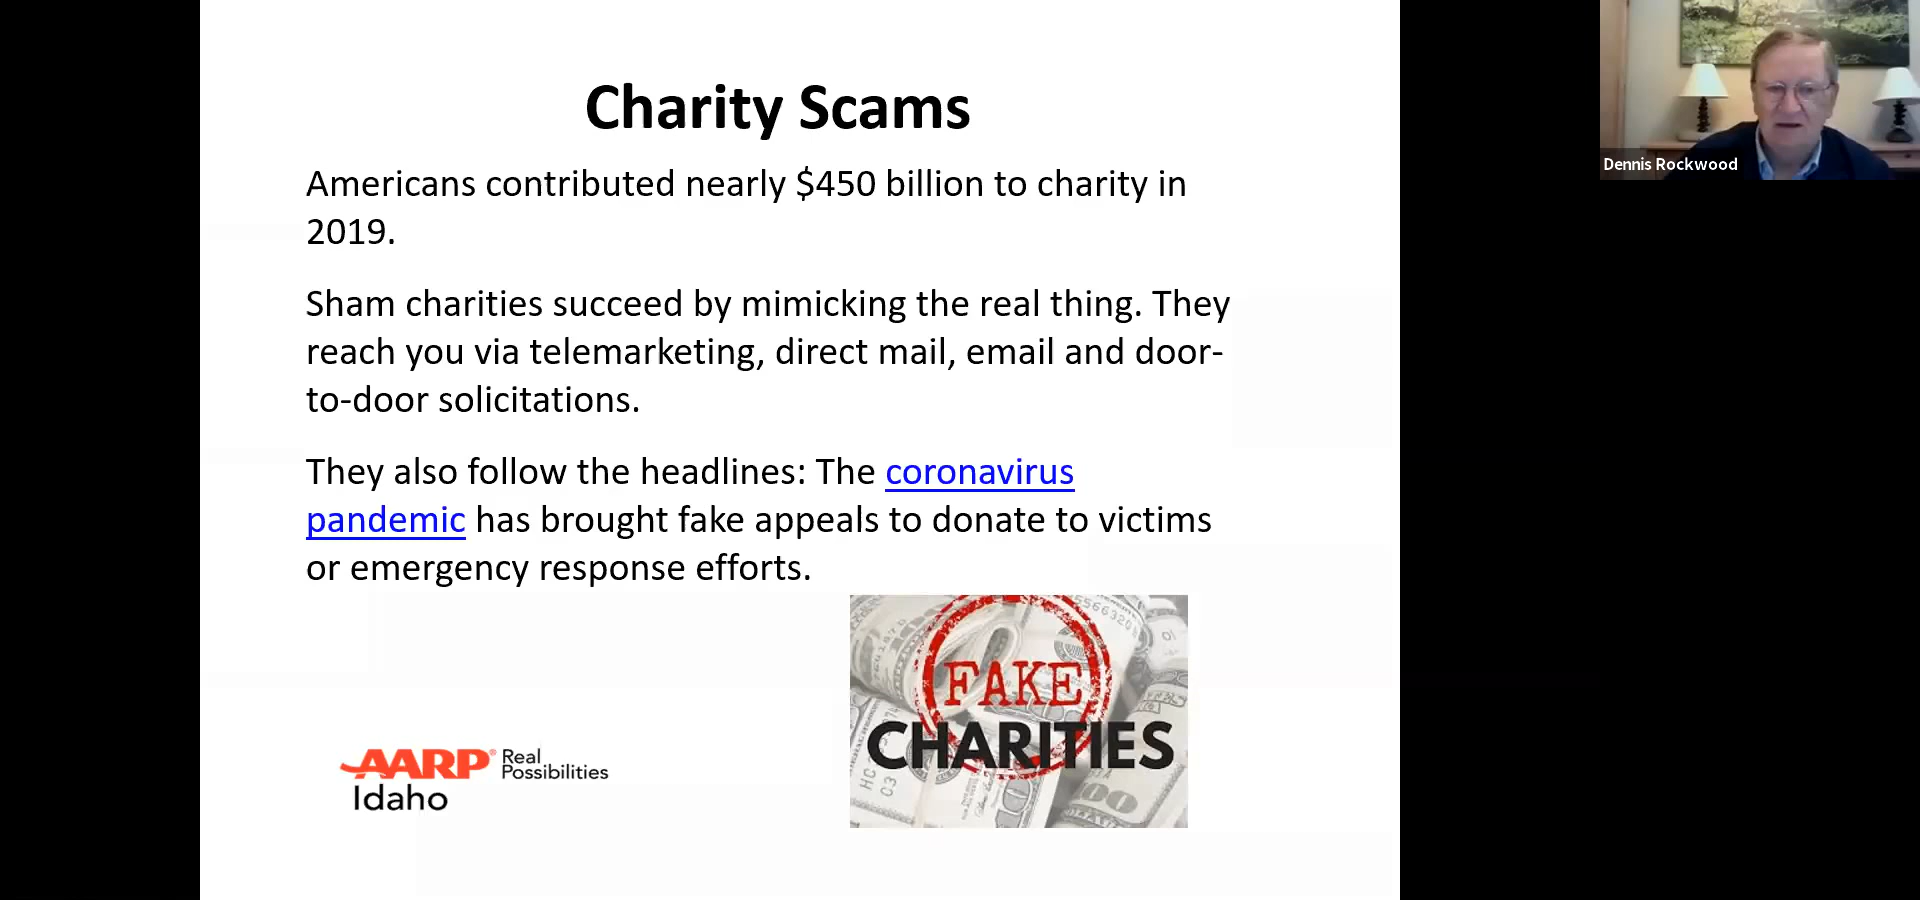 Charity Scams
Americans contributed nearly $450 billion to charity in
2019.
Sham charities succeed by mimicking the real thing. They
reach you via telemarketing, direct mail, email and door-
to-door solicitations.
They also follow the headlines: The coronavirus
pandemic has brought fake appeals to donate to victims
or emergency response efforts.
FAKE
CHARITIES
AARP® Real
Possibilities
Idaho
Dennis Rockwood